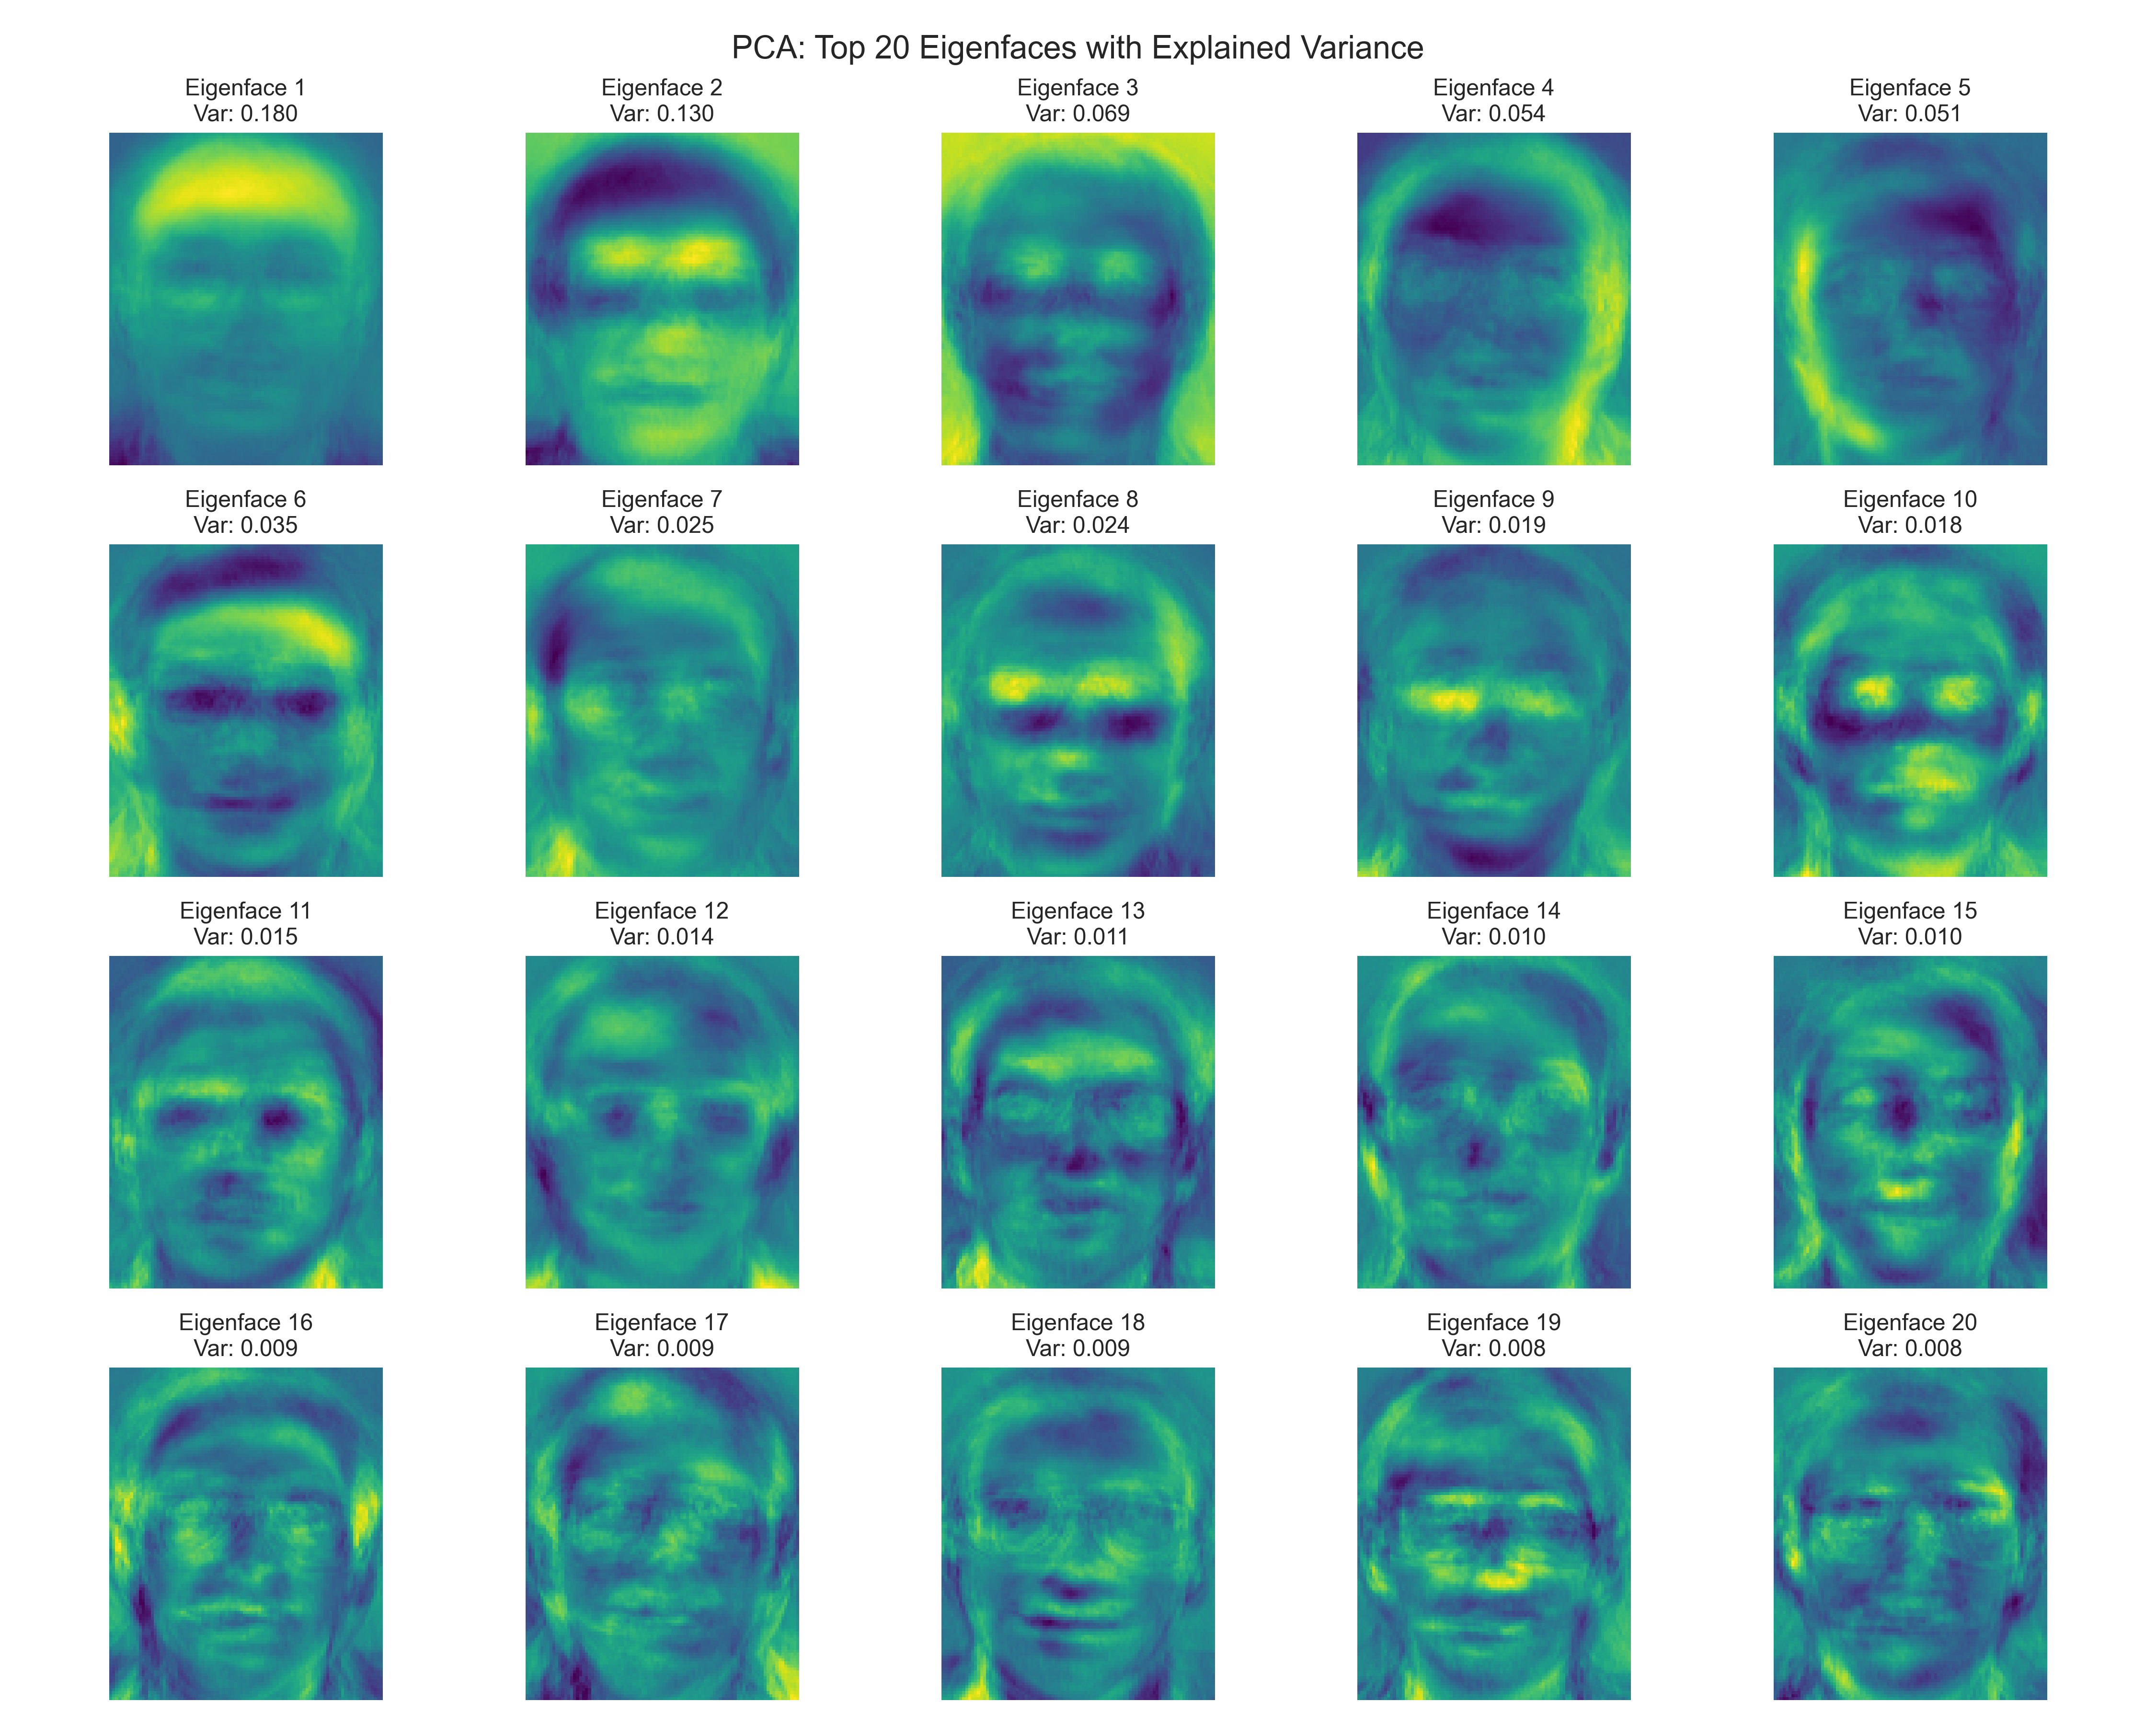 PCA: Top 20 Eigenfaces with Explained Variance
Eigenface 1
Var: 0.180
Eigenface 2
Var: 0.130
Eigenface 3
Var: 0.069
Eigenface 4
Var: 0.054
Eigenface 5
Var: 0.051
Eigenface 6
Var: 0.035
Eigenface 7
Var: 0.025
Eigenface 8
Var: 0.024
Eigenface 9
Var: 0.019
Eigenface 10
Var: 0.018
Eigenface 11
Var: 0.015
Eigenface 12
Var: 0.014
Eigenface 13
Var: 0.011
Eigenface 14
Var: 0.010
Eigenface 15
Var: 0.010
Eigenface 16
Var: 0.009
Eigenface 17
Var: 0.009
Eigenface 18
Var: 0.009
Eigenface 19
Var: 0.008
Eigenface 20
Var: 0.008